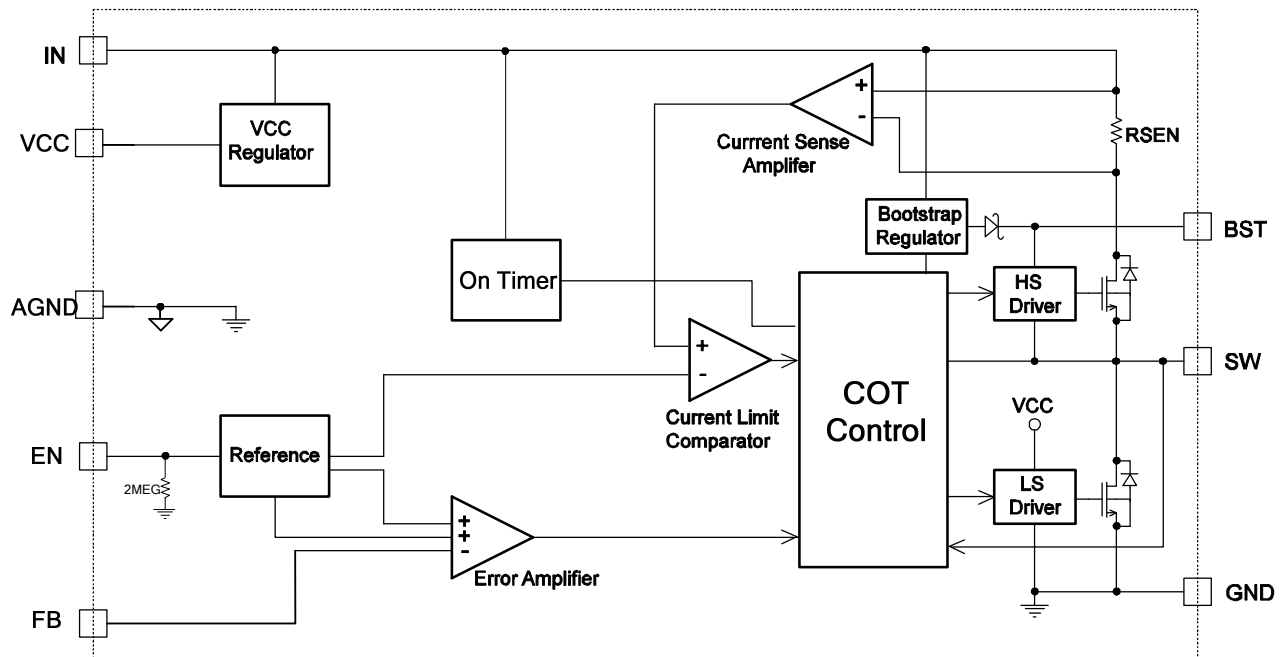 IN
VCC
VCC
Regulator
+
-
Currrent Sense
Amplifer
RSEN
Bootstrap
Regulator
BST
On Timer
HS
Driver
AGND
+
-
Current Limit
Comparator
COT
Control
SW
VCC
EN
2MEG
Reference
LS
Driver
+
+
-
Error Amplifier
FB
GND